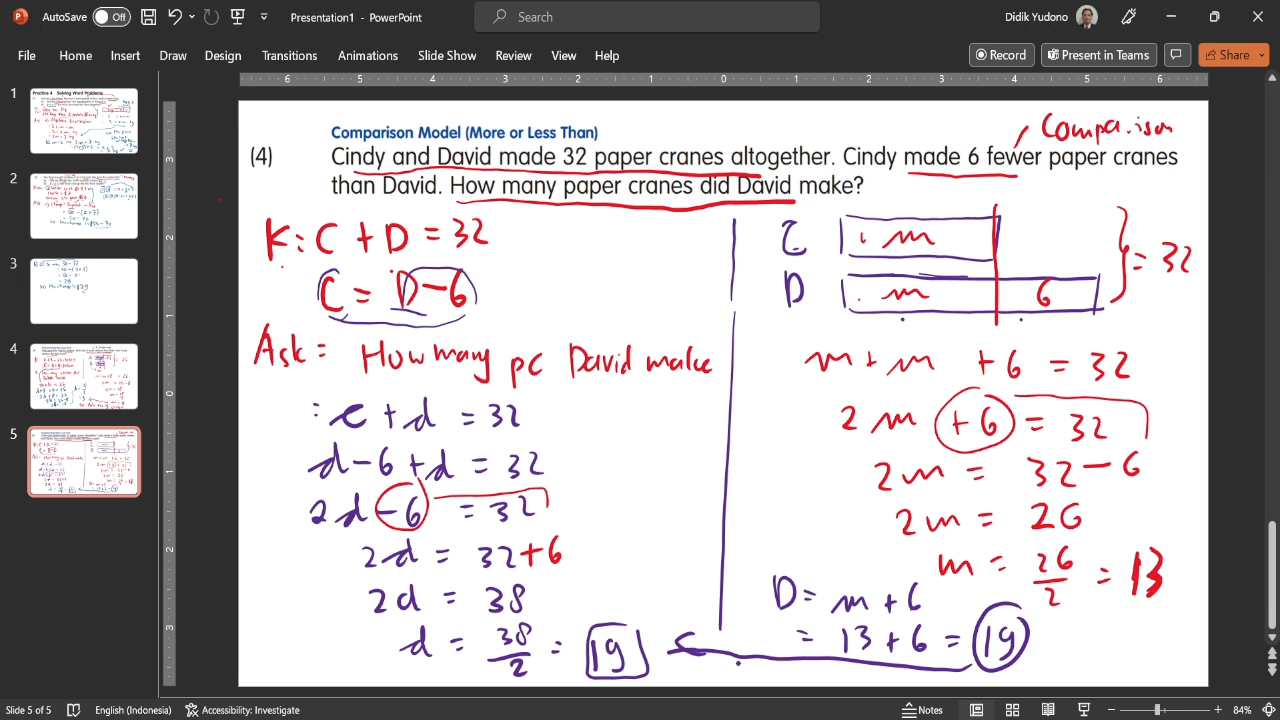 AutoSave Off Presentation1 - PowerPoint Search Didik Yudono
File Home Insert Draw Design Transitions Animations Slide Show Review View Help Record Present in Teams Share
1
2
3
4
5
Comparison Model (More or Less Than)
Comparison
(4) Cindy and David made 32 paper cranes altogether. Cindy made 6 fewer paper cranes
than David. How many paper cranes did David make?
K: C + D = 32
C = D - 6
Ask = How many pc David make
: c + d = 32
d - 6 + d = 32
2d - 6 = 32
2d = 32 + 6
2d = 38
d = 38/2 = 19
C m
D m 6
= 32
m + m + 6 = 32
2m + 6 = 32
2m = 32 - 6
2m = 26
m = 26/2 = 13
D = m + 6
= 13 + 6 = 19
Slide 5 of 5 English (Indonesia) Accessibility: Investigate Notes 84%